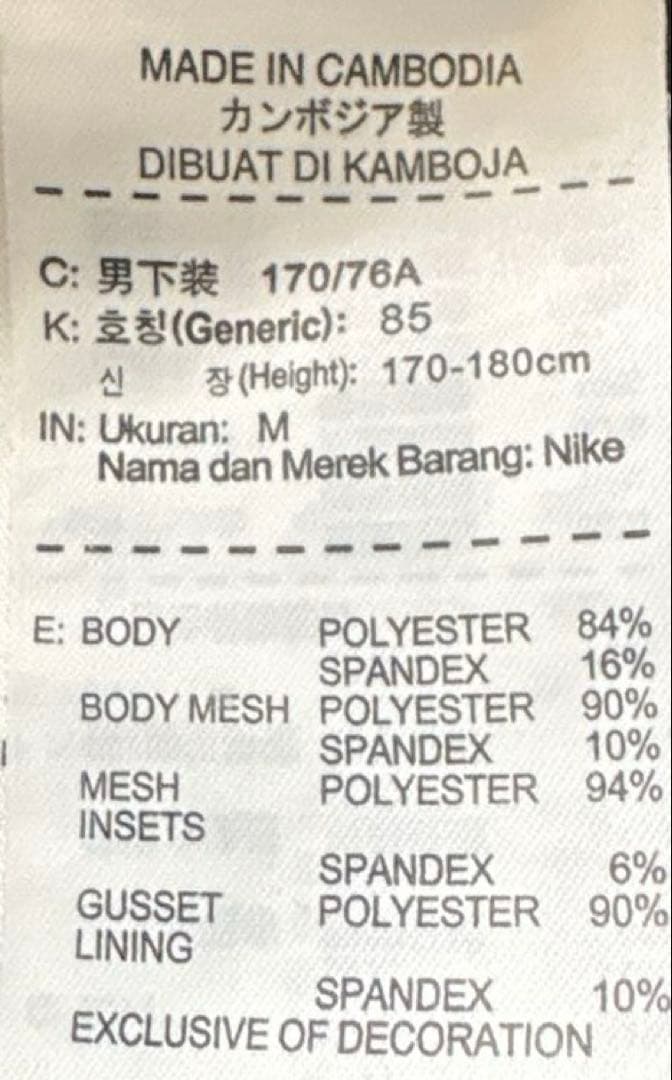 MADE IN CAMBODIA
カンボジア製
DIBUAT DI KAMBOJA
C: 男下装 170/76A
K: 호칭(Generic): 85
신 장(Height): 170-180cm
IN: Ukuran: M
Nama dan Merek Barang: Nike
E: BODY POLYESTER 84%
SPANDEX 16%
BODY MESH POLYESTER 90%
SPANDEX 10%
MESH POLYESTER 94%
INSETS
SPANDEX 6%
GUSSET POLYESTER 90%
LINING
SPANDEX 10%
EXCLUSIVE OF DECORATION